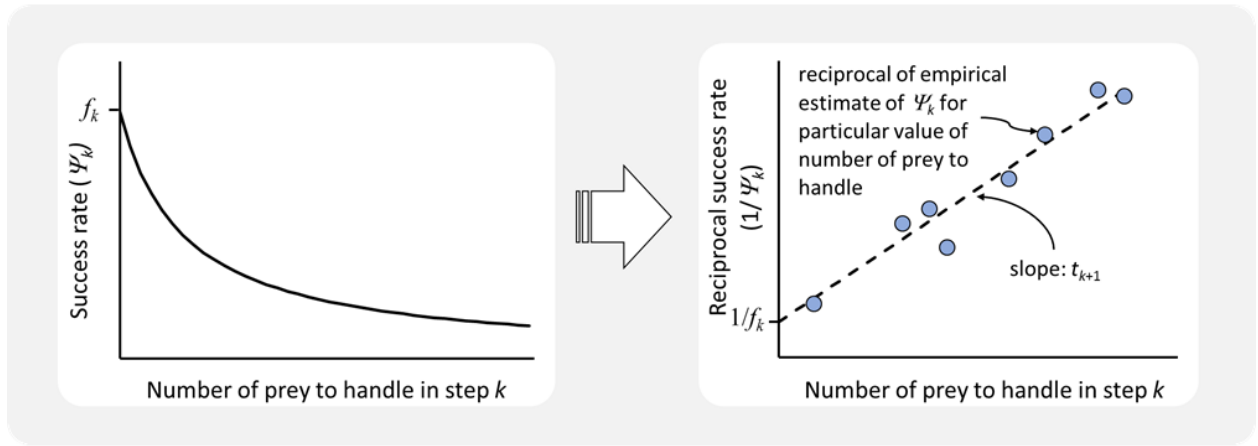 f_k
Success rate (Ψ_k)
Number of prey to handle in step k
Reciprocal success rate
(1/Ψ_k)
reciprocal of empirical
estimate of Ψ_k for
particular value of
number of prey to
handle
slope: t_{k+1}
1/f_k
Number of prey to handle in step k